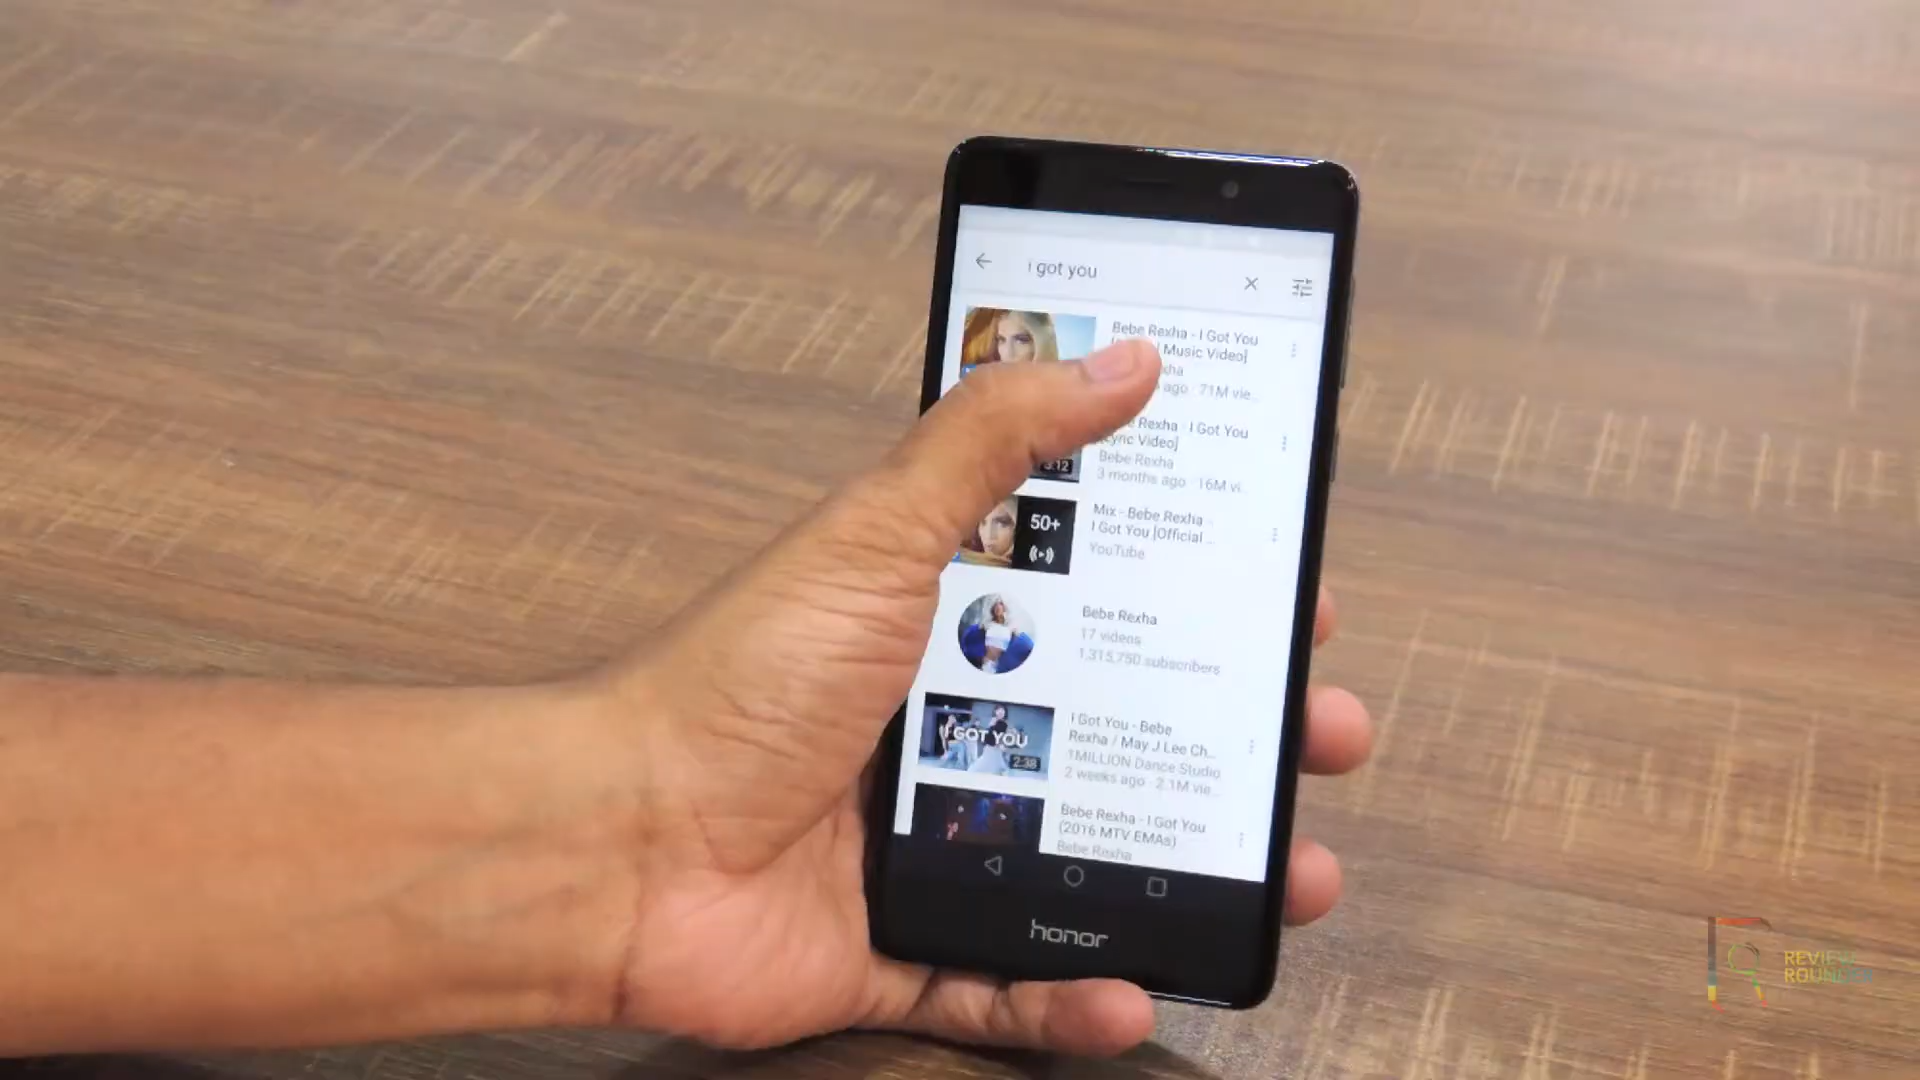 i got you
Bebe Rexha - I Got You
Music Video]
ago · 71M vie...
Rexha - I Got You
Video]
3:12
Bebe Rexha
3 months ago · 16M vi...
50+
Mix - Bebe Rexha -
I Got You [Official ...
YouTube
Bebe Rexha
17 videos
1,315,750 subscribers
I GOT YOU
2:38
I Got You - Bebe
Rexha / May J Lee Ch...
1MILLION Dance Studio
2 weeks ago · 2.1M vie...
Bebe Rexha - I Got You
(2016 MTV EMAs)
Bebe Rexha
honor
REVIEW